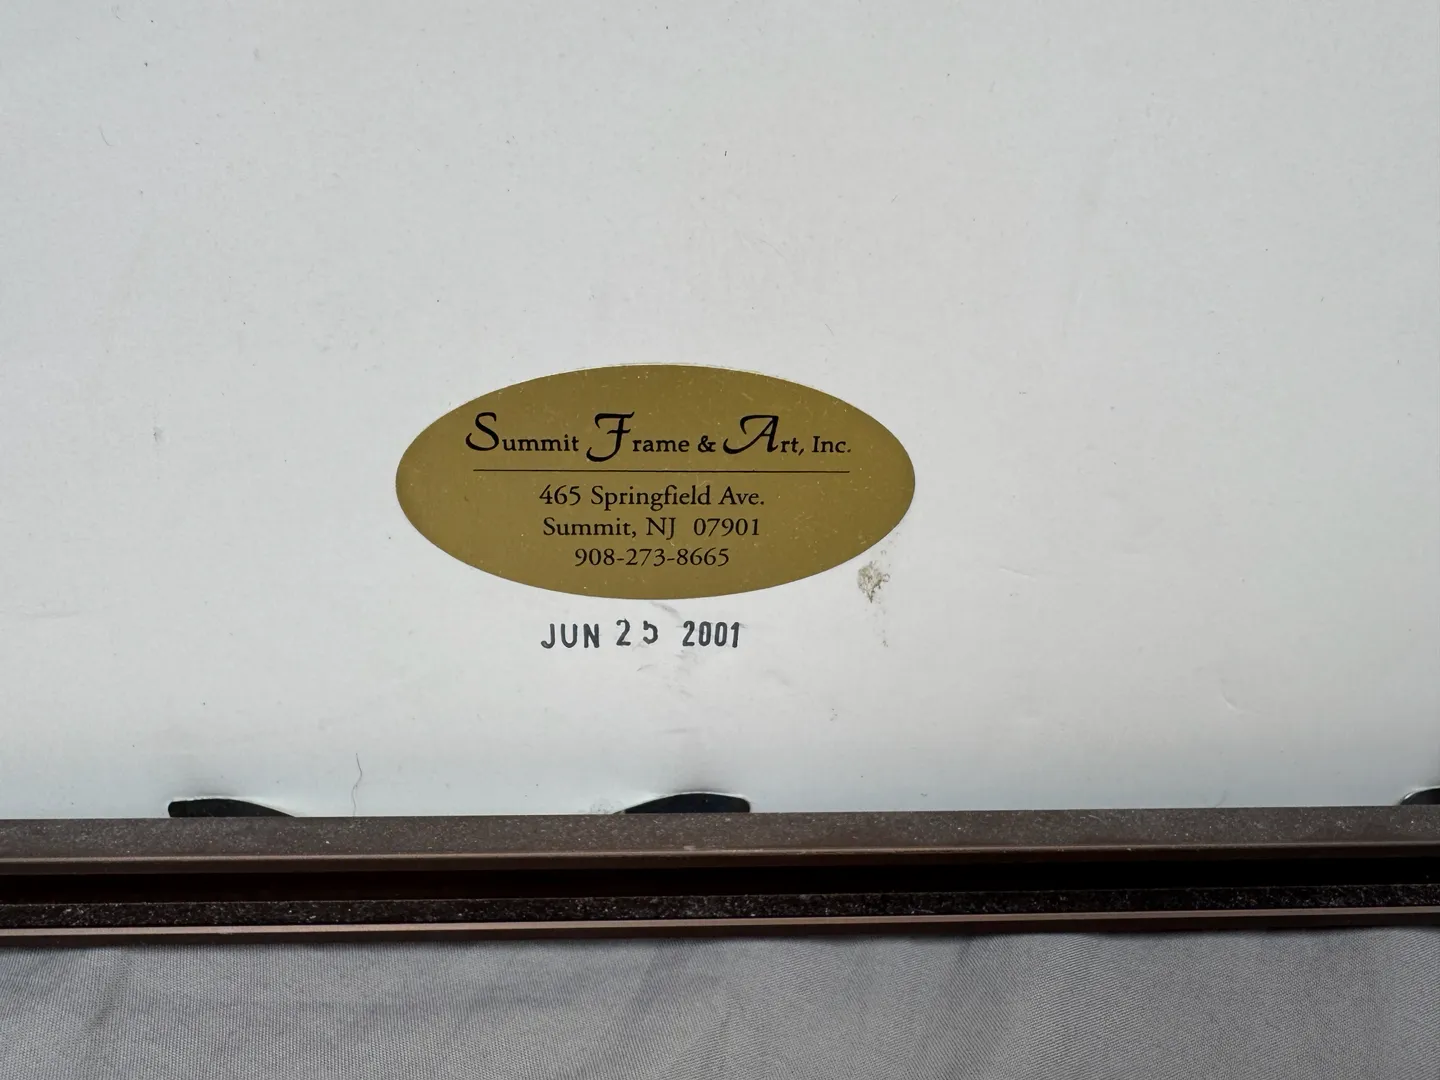 Summit Frame & Art, Inc.
465 Springfield Ave.
Summit, NJ 07901
908-273-8665
JUN 25 2001